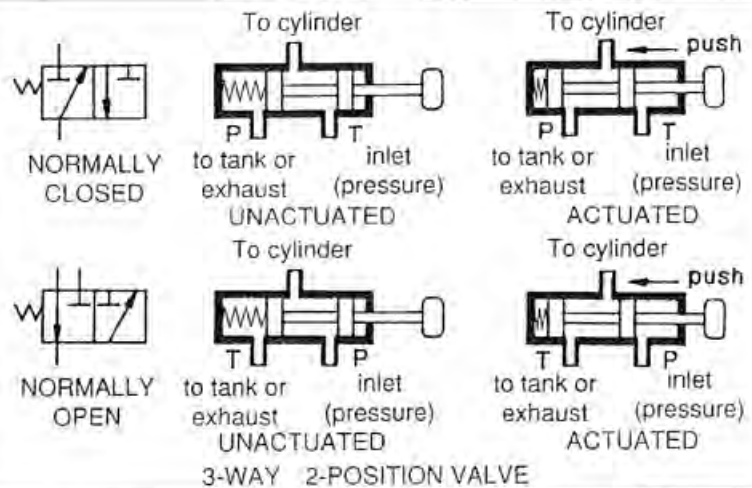 To cylinder To cylinder
push
P T P T
NORMALLY to tank or inlet to tank or inlet
CLOSED exhaust (pressure) exhaust (pressure)
UNACTUATED ACTUATED
To cylinder To cylinder
push
T P T P
NORMALLY to tank or inlet to tank or inlet
OPEN exhaust (pressure) exhaust (pressure)
UNACTUATED ACTUATED
3-WAY 2-POSITION VALVE